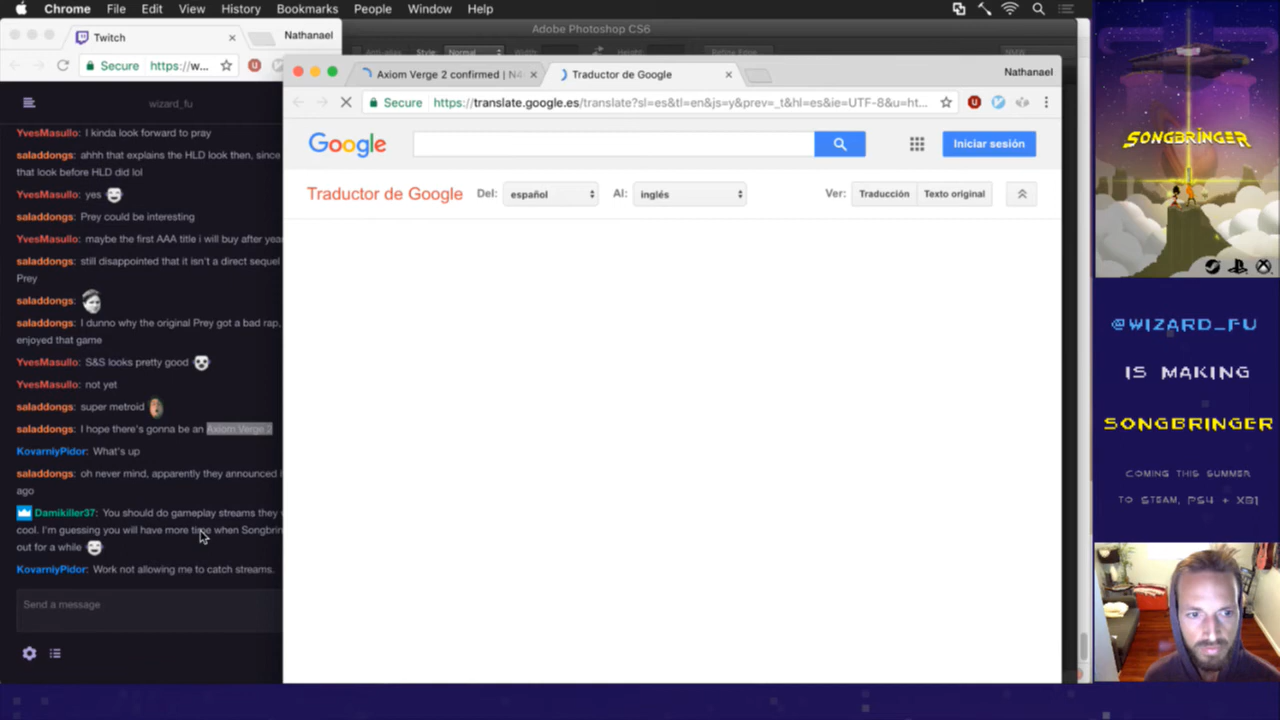 Chrome File Edit View History Bookmarks People Window Help
Adobe Photoshop CS6
Twitch
Nathanael
Anti-alias Style: Normal Width: Height: Refine Edge...
Secure https://w...
wizard_fu
YvesMasullo: I kinda look forward to pray
saladdongs: ahhh that explains the HLD look then, since
that look before HLD did lol
YvesMasullo: yes
saladdongs: Prey could be interesting
YvesMasullo: maybe the first AAA title i will buy after
saladdongs: still disappointed that it isn't a direct sequel
Prey
saladdongs:
saladdongs: I dunno why the original Prey got a bad rap,
enjoyed that game
YvesMasullo: S&S looks pretty good
YvesMasullo: not yet
saladdongs: super metroid
saladdongs: I hope there's gonna be an Axiom Verge 2
KovarniyPidor: What's up
saladdongs: oh never mind, apparently they announced
ago
Damikiller37: You should do gameplay streams they
cool. I'm guessing you will have more time when
out for a while
KovarniyPidor: Work not allowing me to catch streams.
Send a message
Axiom Verge 2 confirmed | N4
Traductor de Google
Nathanael
Secure https://translate.google.es/translate?sl=es&tl=en&js=y&prev=_t&hl=es&ie=UTF-8&u=ht...
Google
Iniciar sesión
Traductor de Google Del: español Al: inglés Ver: Traducción Texto original
SONGBRINGER
@WIZARD_FU
IS MAKING
SONGBRINGER
COMING THIS SUMMER
TO STEAM, PS4 + XB1